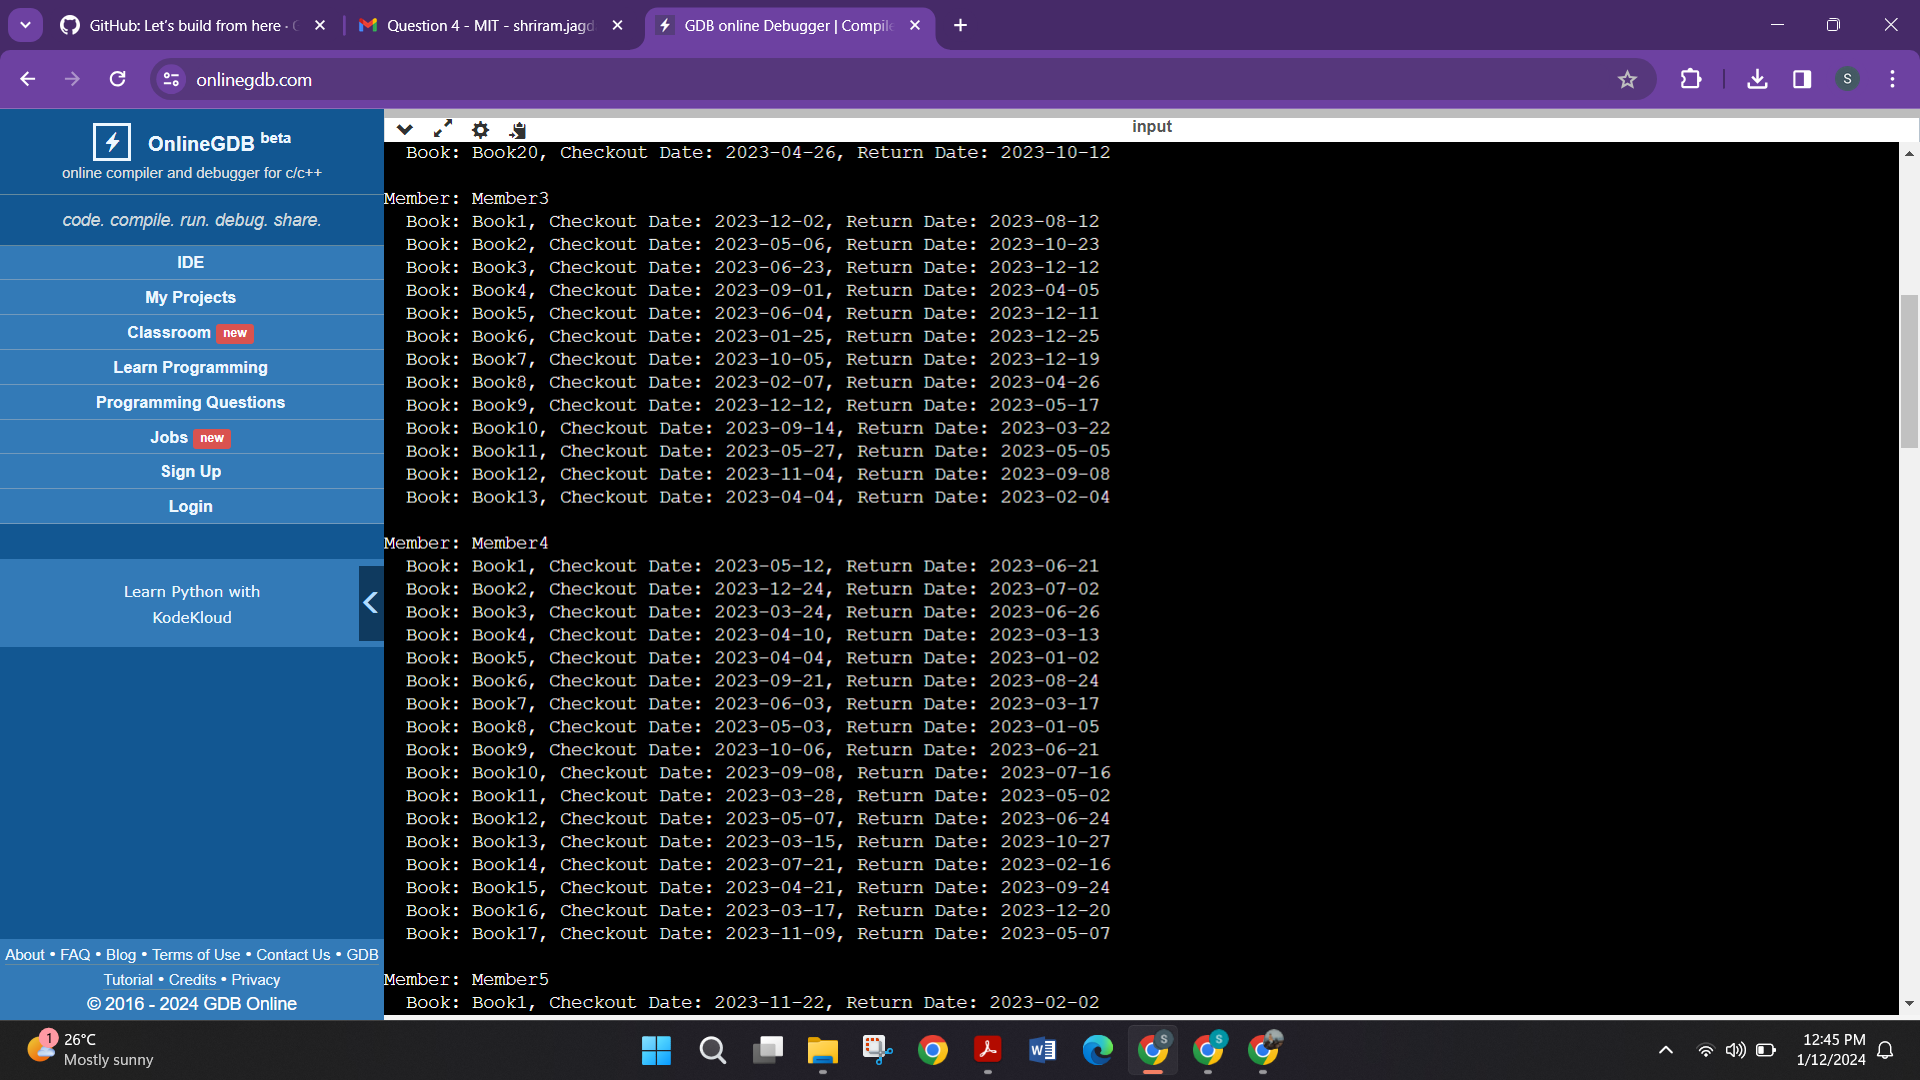 GitHub: Let's build from here ·
Question 4 - MIT - shriram.jagd
GDB online Debugger | Compile
onlinegdb.com
S
OnlineGDB beta
online compiler and debugger for c/c++
code. compile. run. debug. share.
IDE
My Projects
Classroom new
Learn Programming
Programming Questions
Jobs new
Sign Up
Login
Learn Python with
KodeKloud
About • FAQ • Blog • Terms of Use • Contact Us • GDB
Tutorial • Credits • Privacy
© 2016 - 2024 GDB Online
input
Book: Book20, Checkout Date: 2023-04-26, Return Date: 2023-10-12
Member: Member3
Book: Book1, Checkout Date: 2023-12-02, Return Date: 2023-08-12
Book: Book2, Checkout Date: 2023-05-06, Return Date: 2023-10-23
Book: Book3, Checkout Date: 2023-06-23, Return Date: 2023-12-12
Book: Book4, Checkout Date: 2023-09-01, Return Date: 2023-04-05
Book: Book5, Checkout Date: 2023-06-04, Return Date: 2023-12-11
Book: Book6, Checkout Date: 2023-01-25, Return Date: 2023-12-25
Book: Book7, Checkout Date: 2023-10-05, Return Date: 2023-12-19
Book: Book8, Checkout Date: 2023-02-07, Return Date: 2023-04-26
Book: Book9, Checkout Date: 2023-12-12, Return Date: 2023-05-17
Book: Book10, Checkout Date: 2023-09-14, Return Date: 2023-03-22
Book: Book11, Checkout Date: 2023-05-27, Return Date: 2023-05-05
Book: Book12, Checkout Date: 2023-11-04, Return Date: 2023-09-08
Book: Book13, Checkout Date: 2023-04-04, Return Date: 2023-02-04
Member: Member4
Book: Book1, Checkout Date: 2023-05-12, Return Date: 2023-06-21
Book: Book2, Checkout Date: 2023-12-24, Return Date: 2023-07-02
Book: Book3, Checkout Date: 2023-03-24, Return Date: 2023-06-26
Book: Book4, Checkout Date: 2023-04-10, Return Date: 2023-03-13
Book: Book5, Checkout Date: 2023-04-04, Return Date: 2023-01-02
Book: Book6, Checkout Date: 2023-09-21, Return Date: 2023-08-24
Book: Book7, Checkout Date: 2023-06-03, Return Date: 2023-03-17
Book: Book8, Checkout Date: 2023-05-03, Return Date: 2023-01-05
Book: Book9, Checkout Date: 2023-10-06, Return Date: 2023-06-21
Book: Book10, Checkout Date: 2023-09-08, Return Date: 2023-07-16
Book: Book11, Checkout Date: 2023-03-28, Return Date: 2023-05-02
Book: Book12, Checkout Date: 2023-05-07, Return Date: 2023-06-24
Book: Book13, Checkout Date: 2023-03-15, Return Date: 2023-10-27
Book: Book14, Checkout Date: 2023-07-21, Return Date: 2023-02-16
Book: Book15, Checkout Date: 2023-04-21, Return Date: 2023-09-24
Book: Book16, Checkout Date: 2023-03-17, Return Date: 2023-12-20
Book: Book17, Checkout Date: 2023-11-09, Return Date: 2023-05-07
Member: Member5
Book: Book1, Checkout Date: 2023-11-22, Return Date: 2023-02-02
1
26°C
Mostly sunny
W
S
S
12:45 PM
1/12/2024